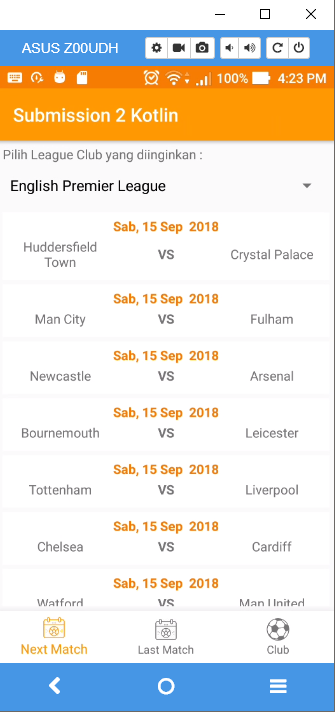 ASUS Z00UDH
100% 4:23 PM
Submission 2 Kotlin
Pilih League Club yang diinginkan :
English Premier League
Sab, 15 Sep 2018
Huddersfield
Town VS Crystal Palace
Sab, 15 Sep 2018
Man City VS Fulham
Sab, 15 Sep 2018
Newcastle VS Arsenal
Sab, 15 Sep 2018
Bournemouth VS Leicester
Sab, 15 Sep 2018
Tottenham VS Liverpool
Sab, 15 Sep 2018
Chelsea VS Cardiff
Sab, 15 Sep 2018
Watford VS Man United
Next Match Last Match Club